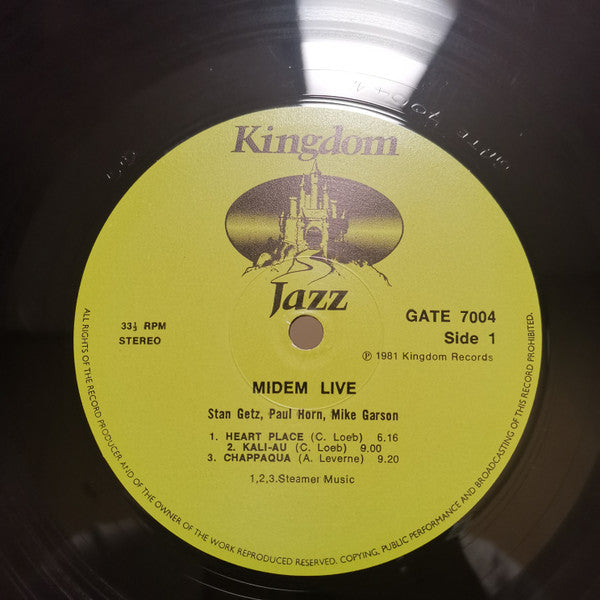 Kingdom
Jazz
33⅓ RPM
STEREO
GATE 7004
Side 1
Ⓟ 1981 Kingdom Records
MIDEM LIVE
Stan Getz, Paul Horn, Mike Garson
1. HEART PLACE (C. Loeb) 6.16
2. KALI-AU (C. Loeb) 9.00
3. CHAPPAQUA (A. Leverne) 9.20
1,2,3.Steamer Music
ALL RIGHTS OF THE RECORD PRODUCER AND OF THE OWNER OF THE WORK REPRODUCED RESERVED. COPYING, PUBLIC PERFORMANCE AND BROADCASTING OF THIS RECORD PROHIBITED.